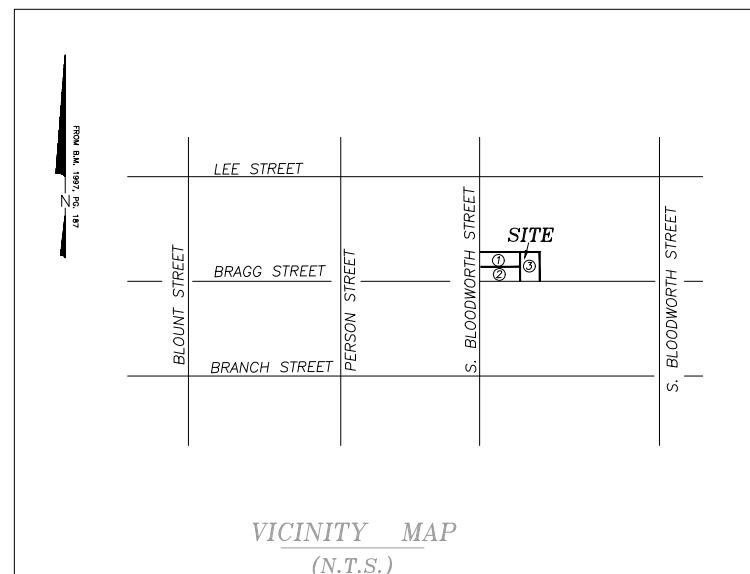 FROM B.M. 1997, PG. 187
N
LEE STREET
SITE
S. BLOODWORTH STREET
①
②
③
BRAGG STREET
BLOUNT STREET
PERSON STREET
S. BLOODWORTH STREET
BRANCH STREET
VICINITY MAP
(N.T.S.)